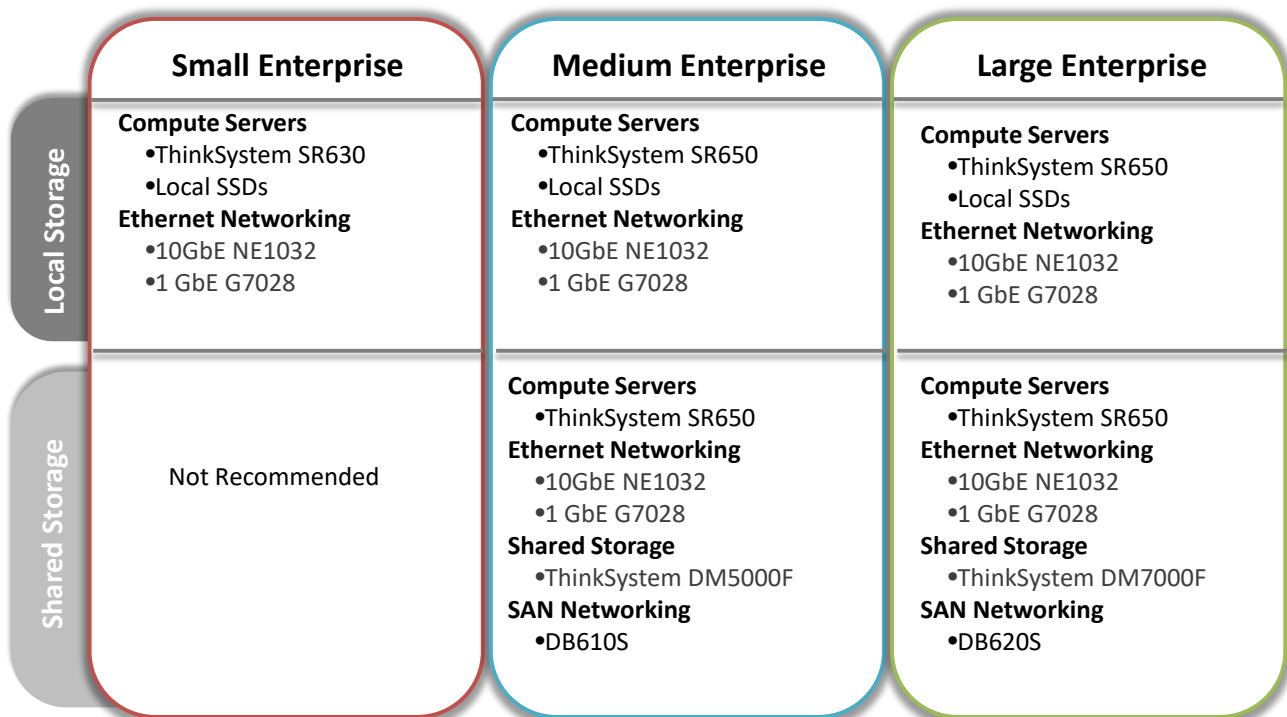 Small Enterprise
Medium Enterprise
Large Enterprise
Local Storage
Compute Servers
•ThinkSystem SR630
•Local SSDs
Ethernet Networking
•10GbE NE1032
•1 GbE G7028
Compute Servers
•ThinkSystem SR650
•Local SSDs
Ethernet Networking
•10GbE NE1032
•1 GbE G7028
Compute Servers
•ThinkSystem SR650
•Local SSDs
Ethernet Networking
•10GbE NE1032
•1 GbE G7028
Shared Storage
Not Recommended
Compute Servers
•ThinkSystem SR650
Ethernet Networking
•10GbE NE1032
•1 GbE G7028
Shared Storage
•ThinkSystem DM5000F
SAN Networking
•DB610S
Compute Servers
•ThinkSystem SR650
Ethernet Networking
•10GbE NE1032
•1 GbE G7028
Shared Storage
•ThinkSystem DM7000F
SAN Networking
•DB620S